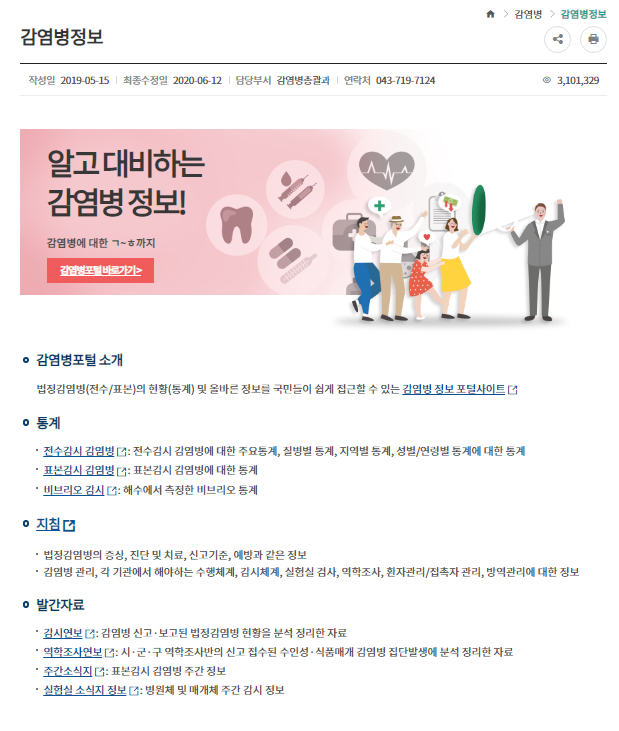 감염병 > 감염병정보
감염병정보
작성일 2019-05-15 | 최종수정일 2020-06-12 | 담당부서 감염병총괄과 | 연락처 043-719-7124 3,101,329
알고 대비하는
감염병 정보!
감염병에 대한 ㄱ~ㅎ까지
감염병포털 바로가기>
감염병포털 소개
법정감염병(전수/표본)의 현황(통계) 및 올바른 정보를 국민들이 쉽게 접근할 수 있는 감염병 정보 포털사이트
통계
전수감시 감염병 : 전수감시 감염병에 대한 주요통계, 질병별 통계, 지역별 통계, 성별/연령별 통계에 대한 통계
표본감시 감염병 : 표본감시 감염병에 대한 통계
비브리오 감시 : 해수에서 측정한 비브리오 통계
지침
법정감염병의 증상, 진단 및 치료, 신고기준, 예방과 같은 정보
감염병 관리, 각 기관에서 해야하는 수행체계, 감시체계, 실험실 검사, 역학조사, 환자관리/접촉자 관리, 방역관리에 대한 정보
발간자료
감시연보 : 감염병 신고·보고된 법정감염병 현황을 분석 정리한 자료
역학조사연보 : 시·군·구 역학조사반의 신고 접수된 수인성·식품매개 감염병 집단발생에 분석 정리한 자료
주간소식지 : 표본감시 감염병 주간 정보
실험실 소식지 정보 : 병원체 및 매개체 주간 감시 정보